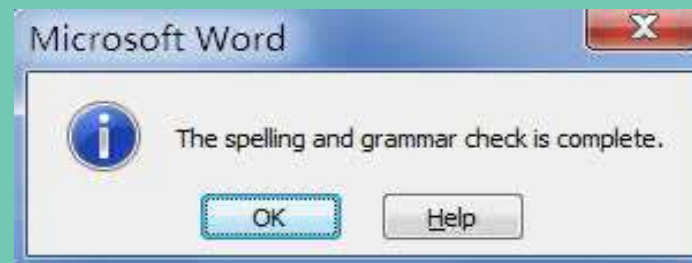 Microsoft Word
The spelling and grammar check is complete.
OK Help